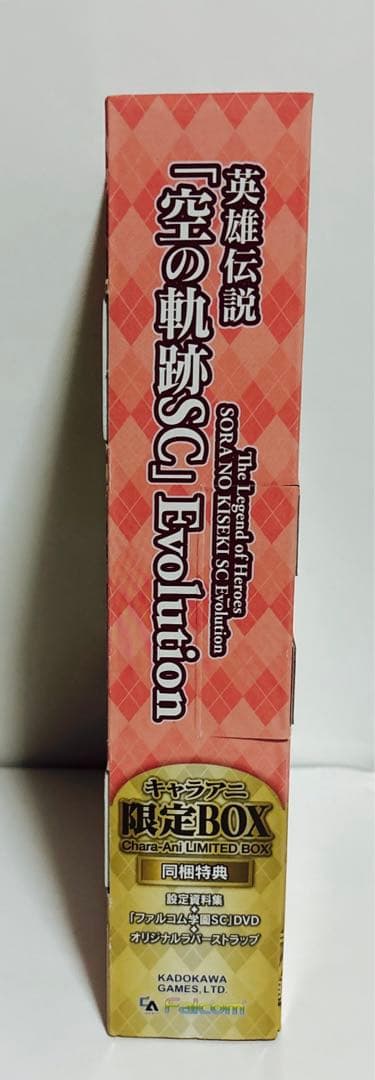 英雄伝説
「空の軌跡SC」Evolution
The Legend of Heroes
SORA NO KISEKI SC Evolution
キャラアニ
限定BOX
Chara-Ani LIMITED BOX
同梱特典
設定資料集
「ファルコム学園SC」DVD
オリジナルラバーストラップ
KADOKAWA
GAMES, LTD.
CA Falcom